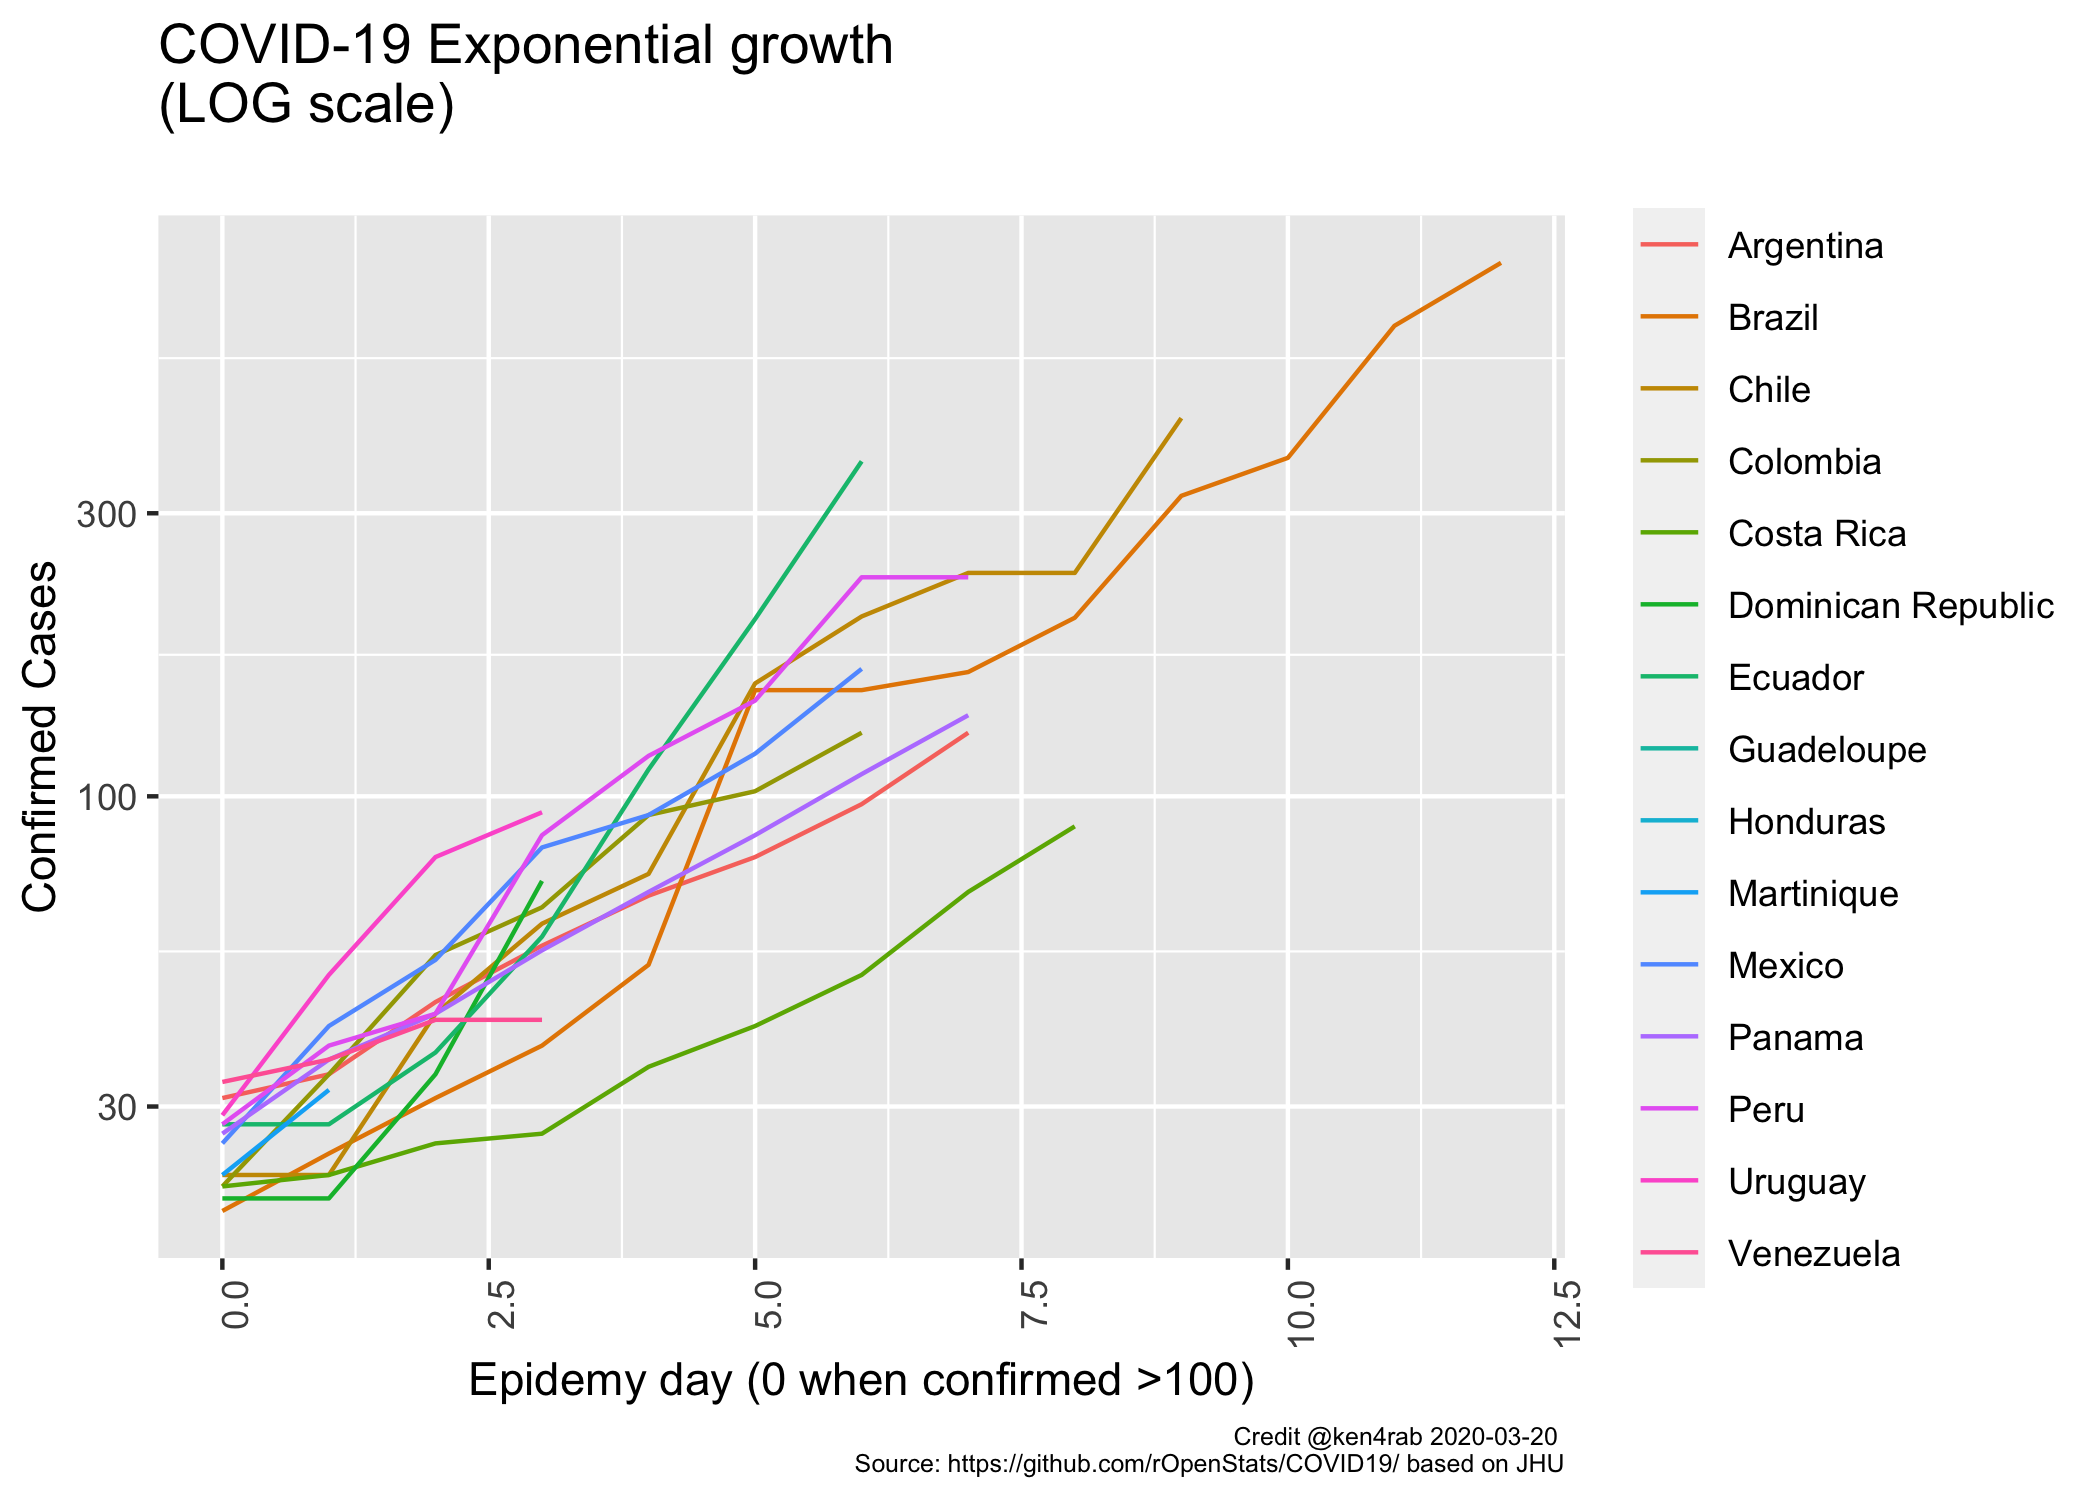 COVID-19 Exponential growth
(LOG scale)
Confirmed Cases
300
100
30
0.0
2.5
5.0
7.5
10.0
12.5
Epidemy day (0 when confirmed >100)
Argentina
Brazil
Chile
Colombia
Costa Rica
Dominican Republic
Ecuador
Guadeloupe
Honduras
Martinique
Mexico
Panama
Peru
Uruguay
Venezuela
Credit @ken4rab 2020-03-20
Source: https://github.com/rOpenStats/COVID19/ based on JHU